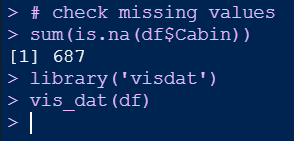 > # check missing values
> sum(is.na(df$Cabin))
[1] 687
> library('visdat')
> vis_dat(df)
>